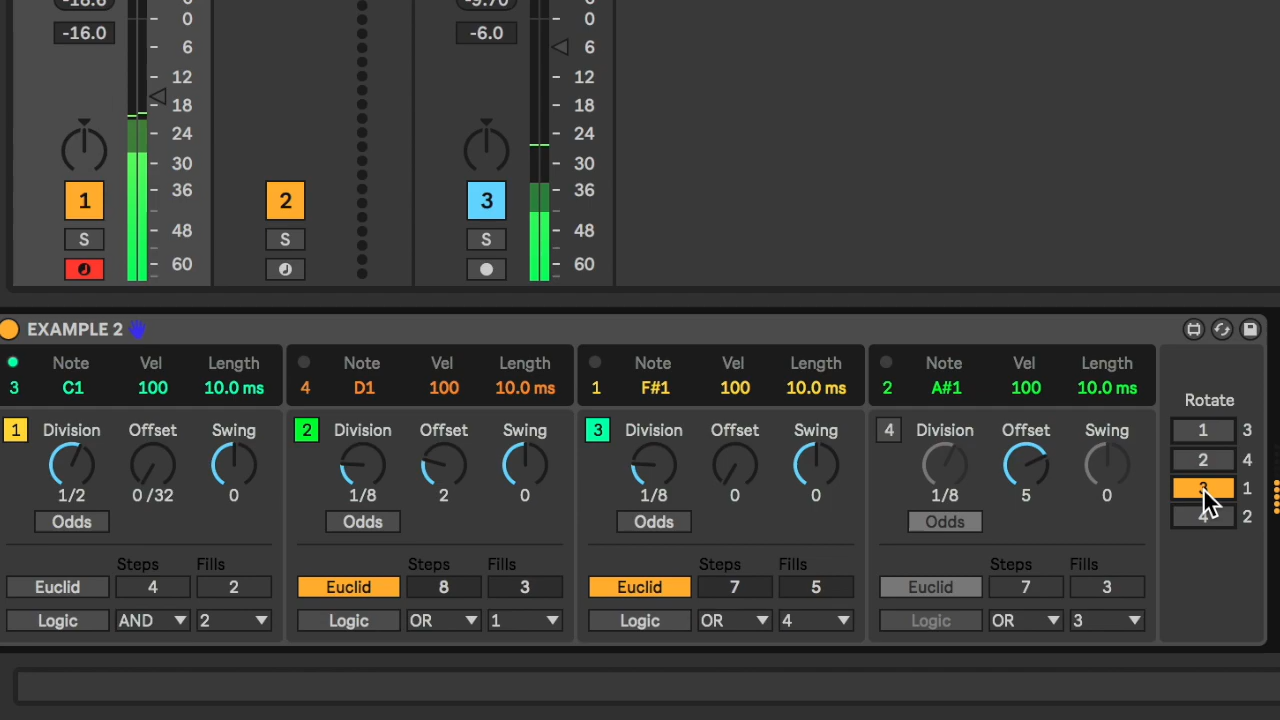 -18.6 0 -9.70 0
-16.0 6 -6.0 6
12 12
18 18
24 24
30 30
1 36 2 3 36
S 48 S S 48
60 60
EXAMPLE 2
Note Vel Length Note Vel Length Note Vel Length Note Vel Length
3 C1 100 10.0 ms 4 D1 100 10.0 ms 1 F#1 100 10.0 ms 2 A#1 100 10.0 ms
Rotate
1 Division Offset Swing 2 Division Offset Swing 3 Division Offset Swing 4 Division Offset Swing 1 3
2 4
1/2 0 /32 0 1/8 2 0 1/8 0 0 1/8 5 0 3 1
Odds Odds Odds Odds 4 2
Steps Fills Steps Fills Steps Fills Steps Fills
Euclid 4 2 Euclid 8 3 Euclid 7 5 Euclid 7 3
Logic AND 2 Logic OR 1 Logic OR 4 Logic OR 3